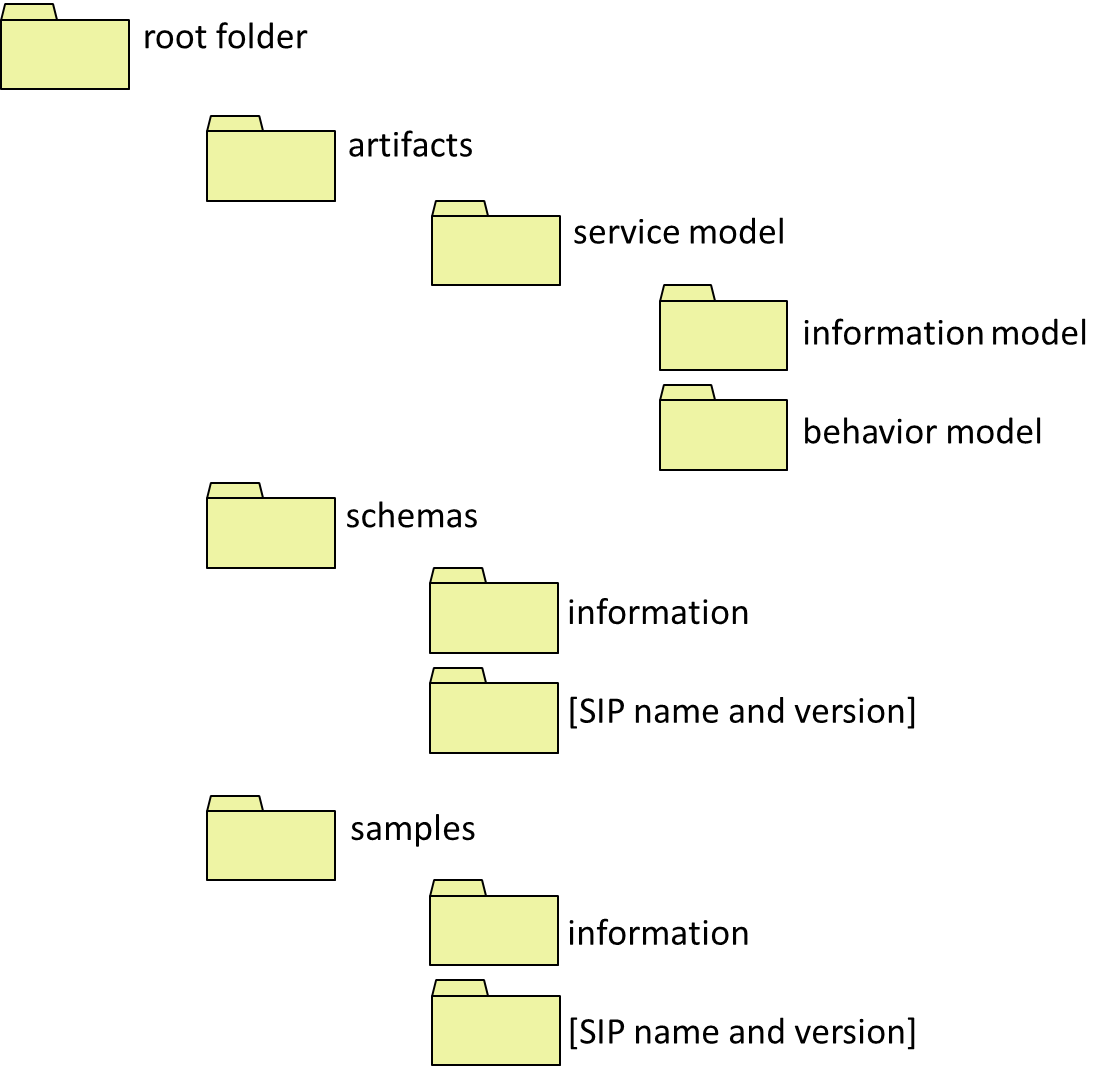 root folder
artifacts
service model
information model
behavior model
schemas
information
[SIP name and version]
samples
information
[SIP name and version]